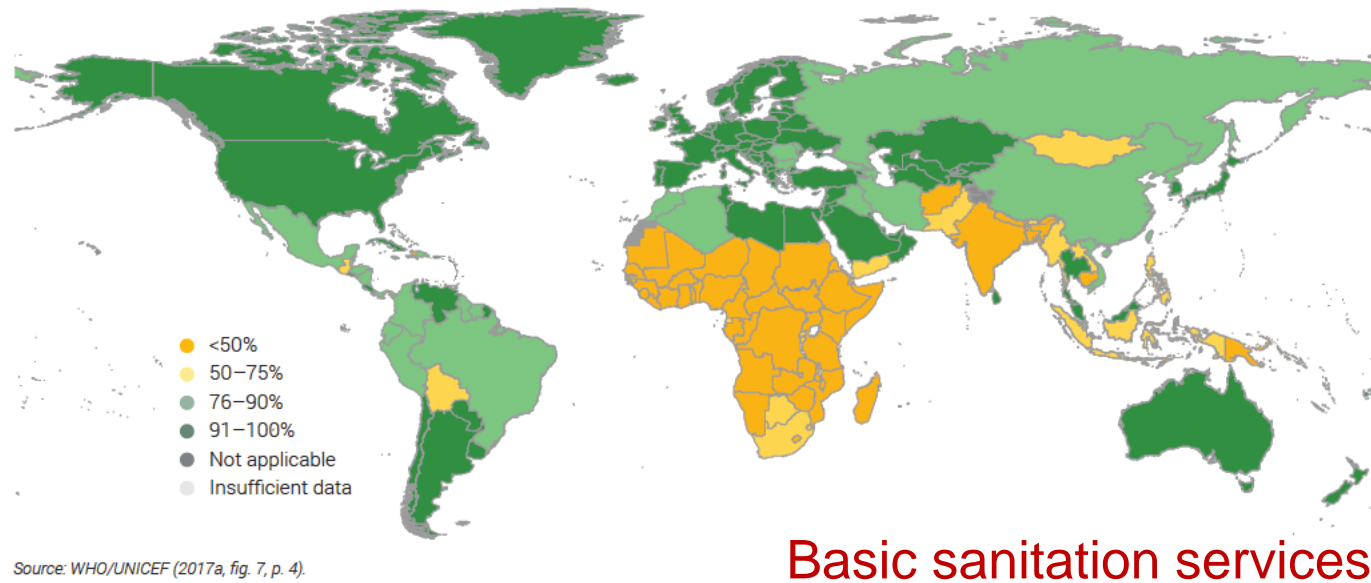 <50%
50–75%
76–90%
91–100%
Not applicable
Insufficient data
Source: WHO/UNICEF (2017a, fig. 7, p. 4).
Basic sanitation services